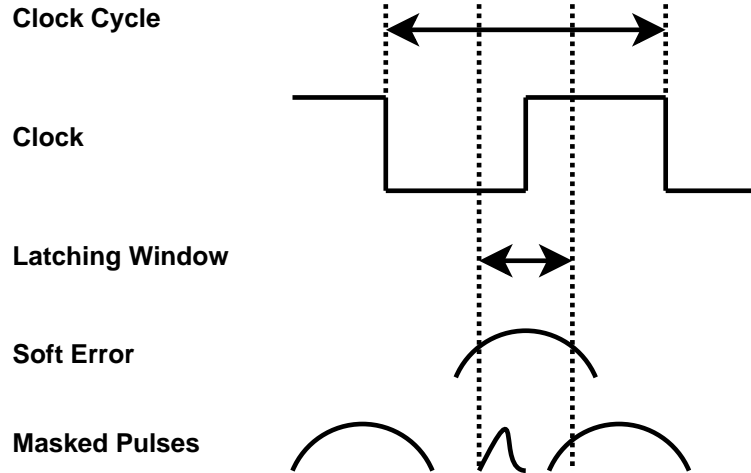 Clock Cycle
Clock
Latching Window
Soft Error
Masked Pulses